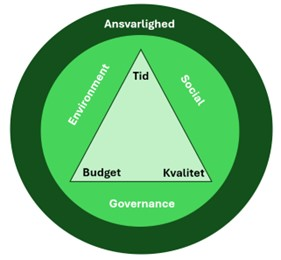 Ansvarlighed
Environment
Social
Tid
Budget
Kvalitet
Governance